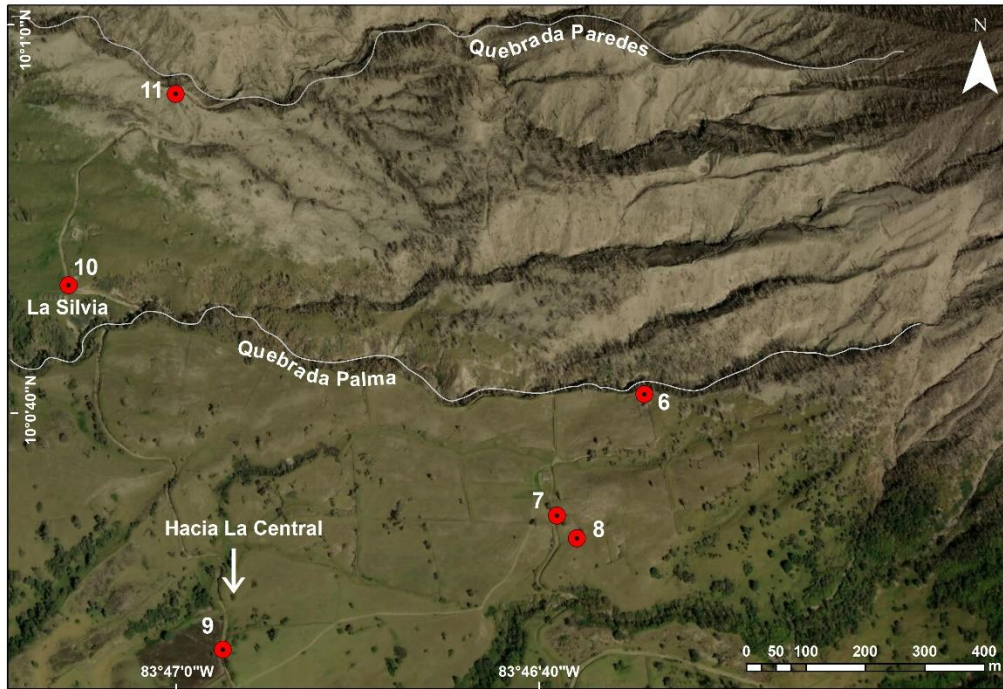 10°1'0"N
Quebrada Paredes
N
11
10
La Silvia
Quebrada Palma
10°0'40"N
6
7
8
Hacia La Central
9
83°47'0"W
83°46'40"W
0 50 100 200 300 400
m